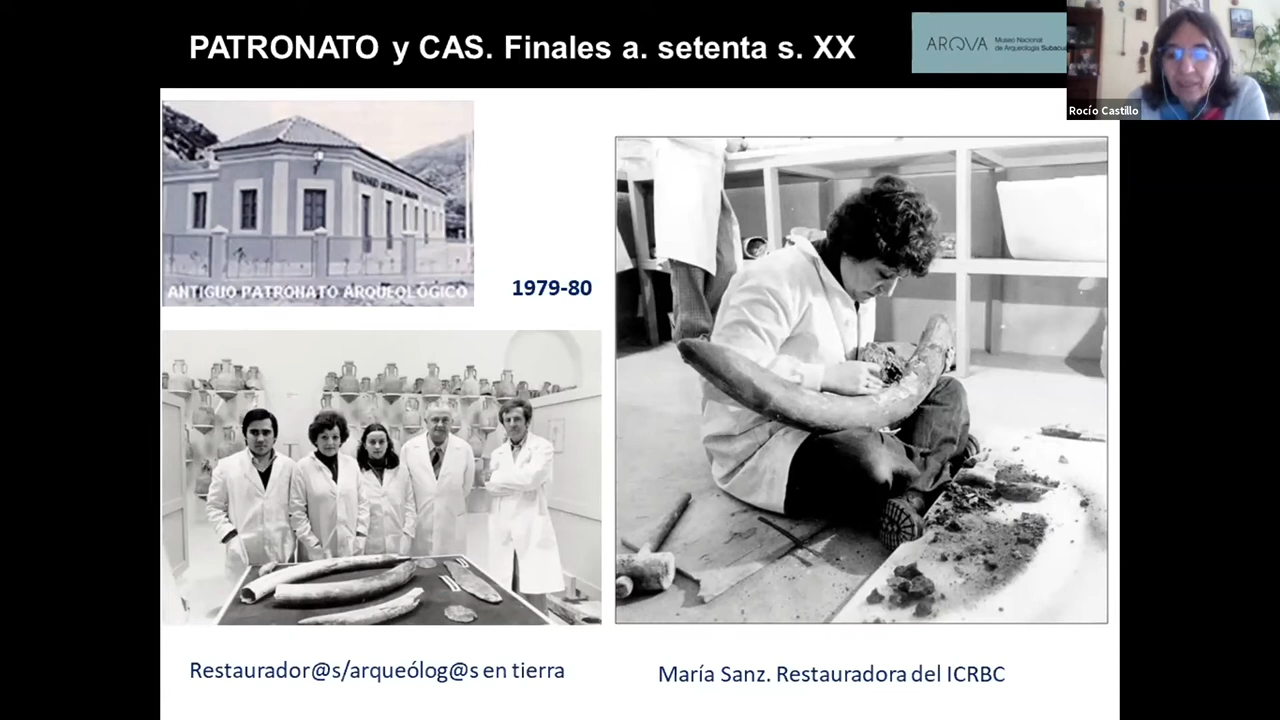 PATRONATO y CAS. Finales a. setenta s. XX
ARQVA
Museo Nacional
de Arqueología Subacuá
Rocío Castillo
ANTIGUO PATRONATO ARQUEOLÓGICO
1979-80
Restaurador@s/arqueólog@s en tierra
María Sanz. Restauradora del ICRBC